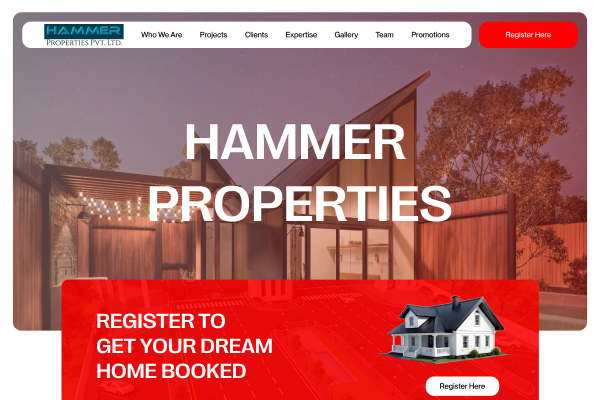 HAMMER
PROPERTIES PVT. LTD.
Who We Are
Projects
Clients
Expertise
Gallery
Team
Promotions
Register Here
HAMMER
PROPERTIES
REGISTER TO
GET YOUR DREAM
HOME BOOKED
Register Here